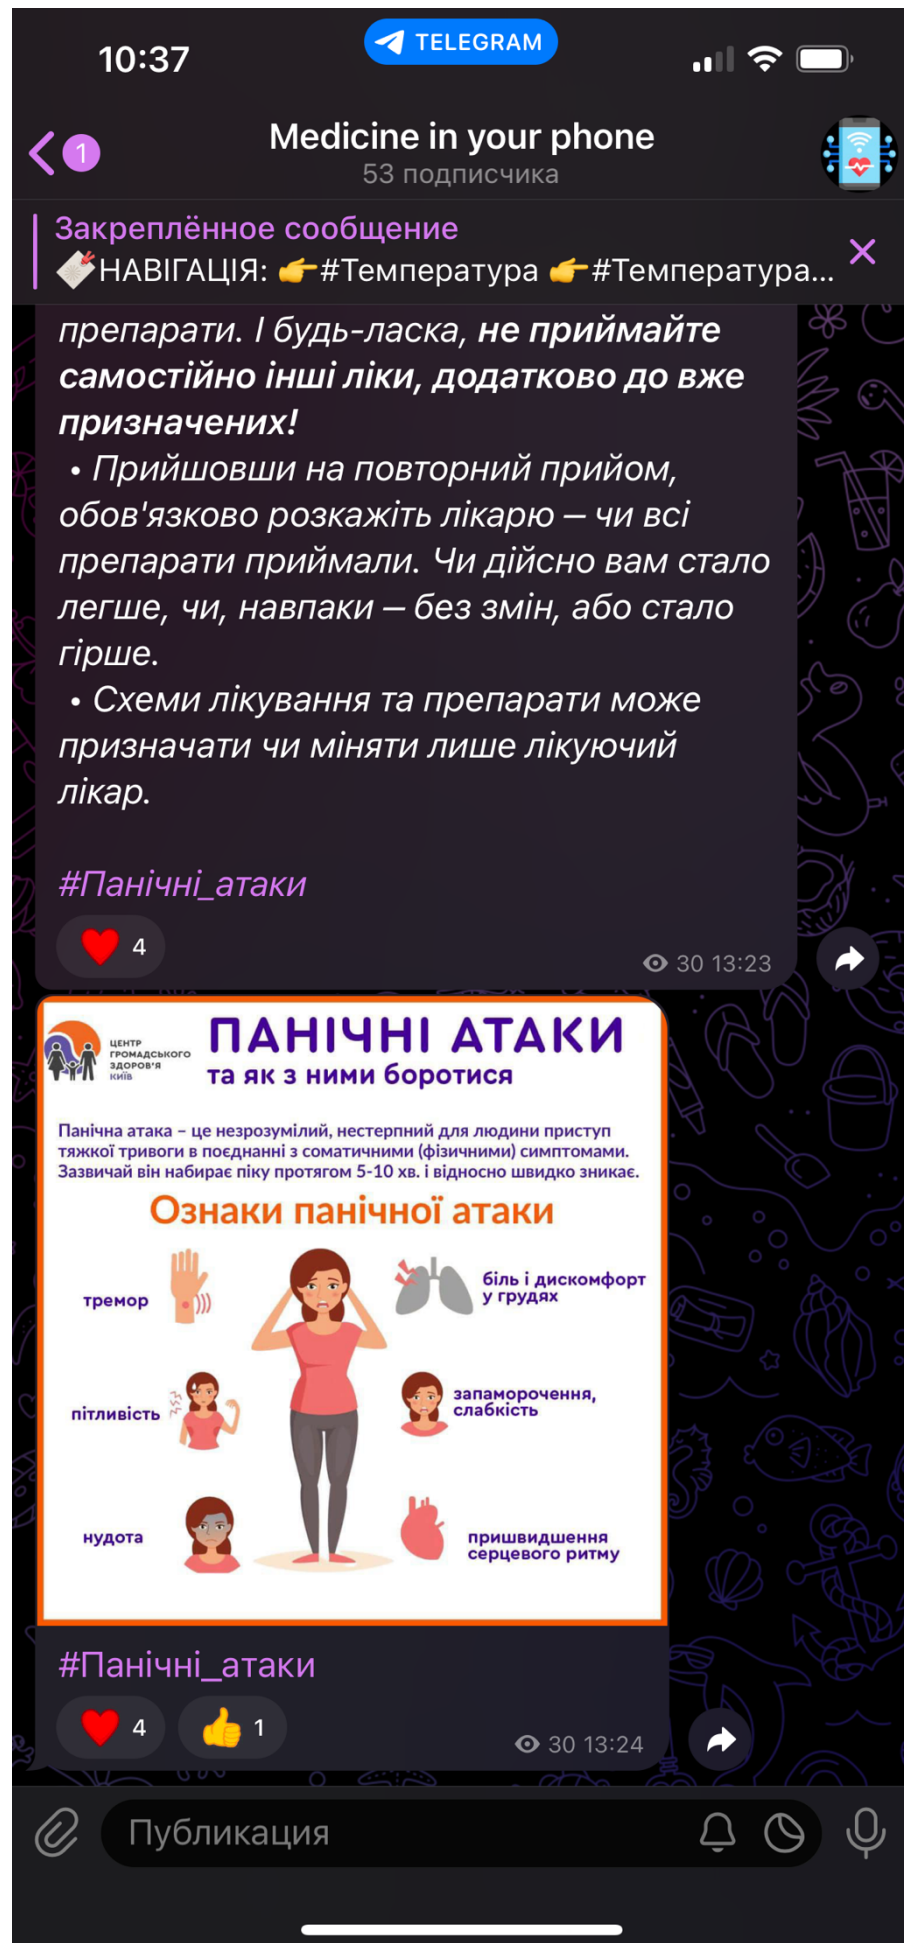 10:37
TELEGRAM
1
Medicine in your phone
53 подписчика
Закреплённое сообщение
НАВІГАЦІЯ: 👉#Температура 👉#Температура...
препарати. І будь-ласка, не приймайте
самостійно інші ліки, додатково до вже
призначених!
• Прийшовши на повторний прийом,
обов'язково розкажіть лікарю – чи всі
препарати приймали. Чи дійсно вам стало
легше, чи, навпаки – без змін, або стало
гірше.
• Схеми лікування та препарати може
призначати чи міняти лише лікуючий
лікар.
#Панічні_атаки
4
30 13:23
ЦЕНТР
ГРОМАДСЬКОГО
ЗДОРОВ'Я
КИЇВ
ПАНІЧНІ АТАКИ
та як з ними боротися
Панічна атака – це незрозумілий, нестерпний для людини приступ
тяжкої тривоги в поєднанні з соматичними (фізичними) симптомами.
Зазвичай він набирає піку протягом 5-10 хв. і відносно швидко зникає.
Ознаки панічної атаки
тремор
біль і дискомфорт
у грудях
пітливість
запаморочення,
слабкість
нудота
пришвидшення
серцевого ритму
#Панічні_атаки
4
1
30 13:24
Публикация